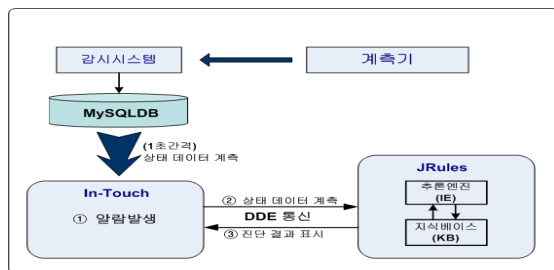 감시시스템
계측기
MySQLDB
(1초간격)
상태 데이터 계측
In-Touch
① 알람발생
② 상태 데이터 계측
DDE 통신
③ 진단 결과 표시
JRules
추론엔진
(IE)
지식베이스
(KB)